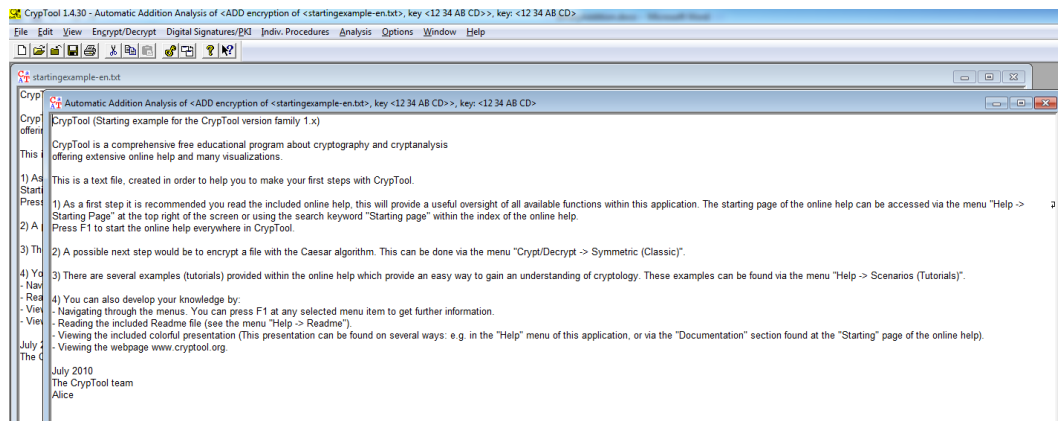 CrypTool 1.4.30 - Automatic Addition Analysis of <ADD encryption of <startingexample-en.txt>, key <12 34 AB CD>>, key: <12 34 AB CD>
File Edit View Encrypt/Decrypt Digital Signatures/PKI Indiv. Procedures Analysis Options Window Help
startingexample-en.txt
Automatic Addition Analysis of <ADD encryption of <startingexample-en.txt>, key <12 34 AB CD>>, key: <12 34 AB CD>
CrypTool (Starting example for the CrypTool version family 1.x)
CrypTool is a comprehensive free educational program about cryptography and cryptanalysis
offering extensive online help and many visualizations.
This is a text file, created in order to help you to make your first steps with CrypTool.
1) As a first step it is recommended you read the included online help, this will provide a useful oversight of all available functions within this application. The starting page of the online help can be accessed via the menu "Help ->
Starting Page" at the top right of the screen or using the search keyword "Starting page" within the index of the online help.
Press F1 to start the online help everywhere in CrypTool.
2) A possible next step would be to encrypt a file with the Caesar algorithm. This can be done via the menu "Crypt/Decrypt -> Symmetric (Classic)".
3) There are several examples (tutorials) provided within the online help which provide an easy way to gain an understanding of cryptology. These examples can be found via the menu "Help -> Scenarios (Tutorials)".
4) You can also develop your knowledge by:
- Navigating through the menus. You can press F1 at any selected menu item to get further information.
- Reading the included Readme file (see the menu "Help -> Readme").
- Viewing the included colorful presentation (This presentation can be found on several ways: e.g. in the "Help" menu of this application, or via the "Documentation" section found at the "Starting" page of the online help).
- Viewing the webpage www.cryptool.org.
July 2010
The CrypTool team
Alice